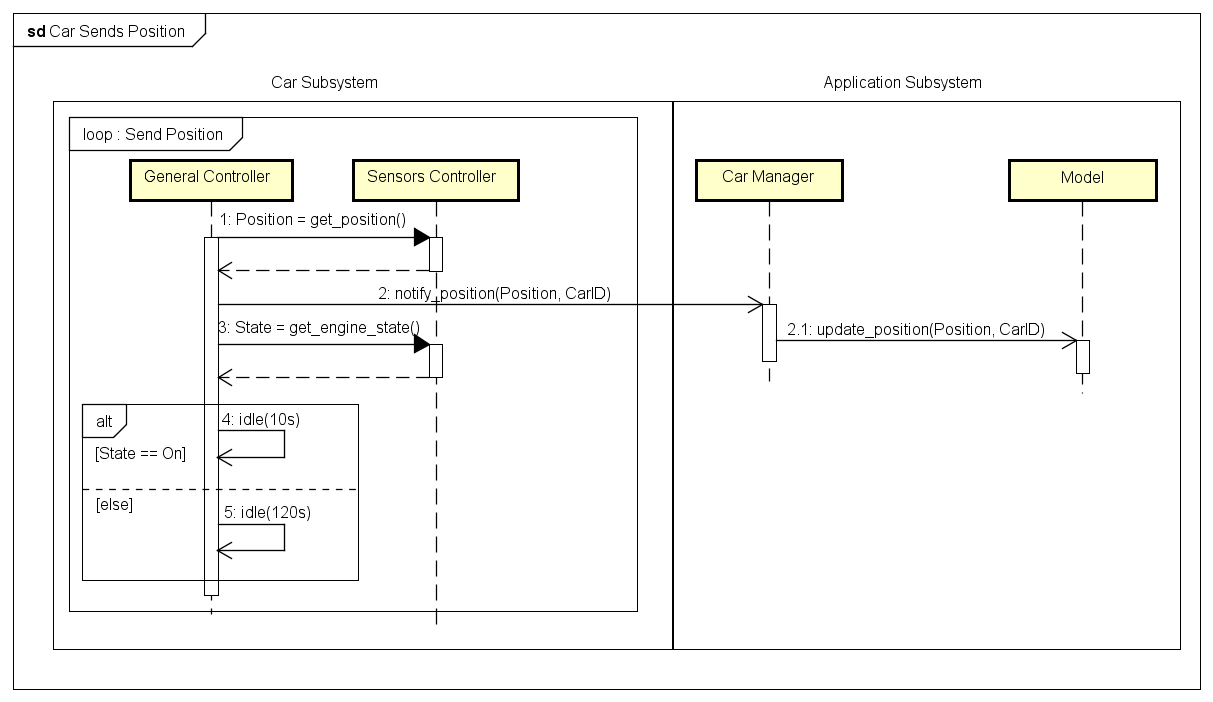 sd Car Sends Position
Car Subsystem
Application Subsystem
loop : Send Position
General Controller
Sensors Controller
Car Manager
Model
1: Position = get_position()
2: notify_position(Position, CarID)
3: State = get_engine_state()
2.1: update_position(Position, CarID)
alt
4: idle(10s)
[State == On]
[else]
5: idle(120s)